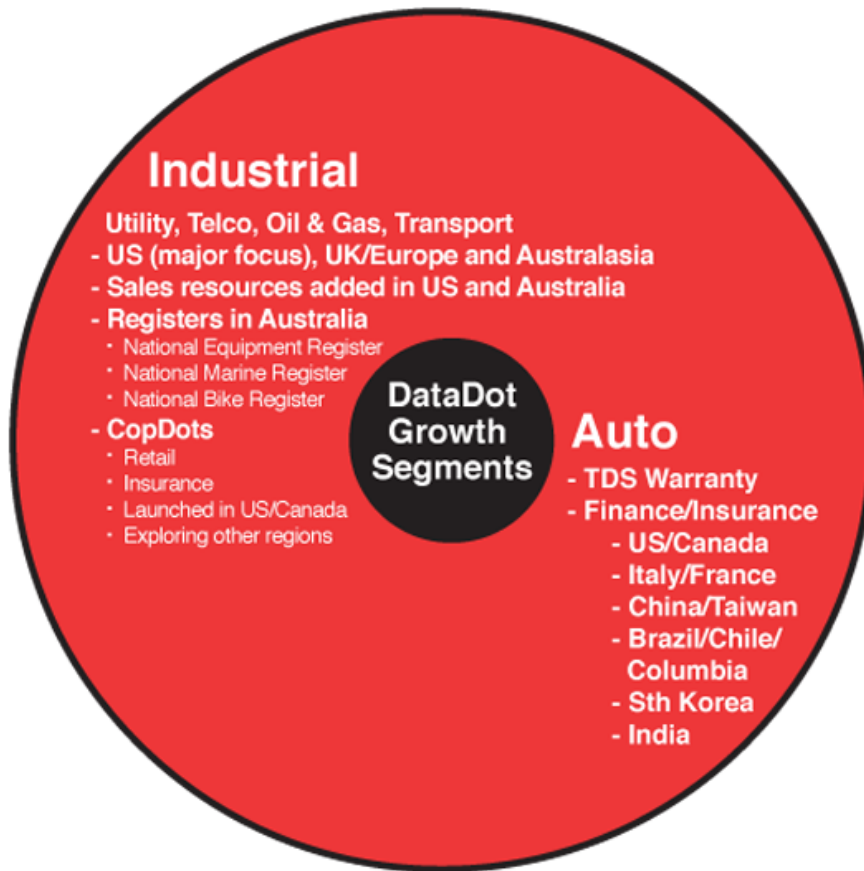 Industrial
Utility, Telco, Oil & Gas, Transport
- US (major focus), UK/Europe and Australasia
- Sales resources added in US and Australia
- Registers in Australia
· National Equipment Register
· National Marine Register
· National Bike Register
- CopDots
· Retail
· Insurance
· Launched in US/Canada
· Exploring other regions
DataDot
Growth
Segments
Auto
- TDS Warranty
- Finance/Insurance
- US/Canada
- Italy/France
- China/Taiwan
- Brazil/Chile/
Columbia
- Sth Korea
- India